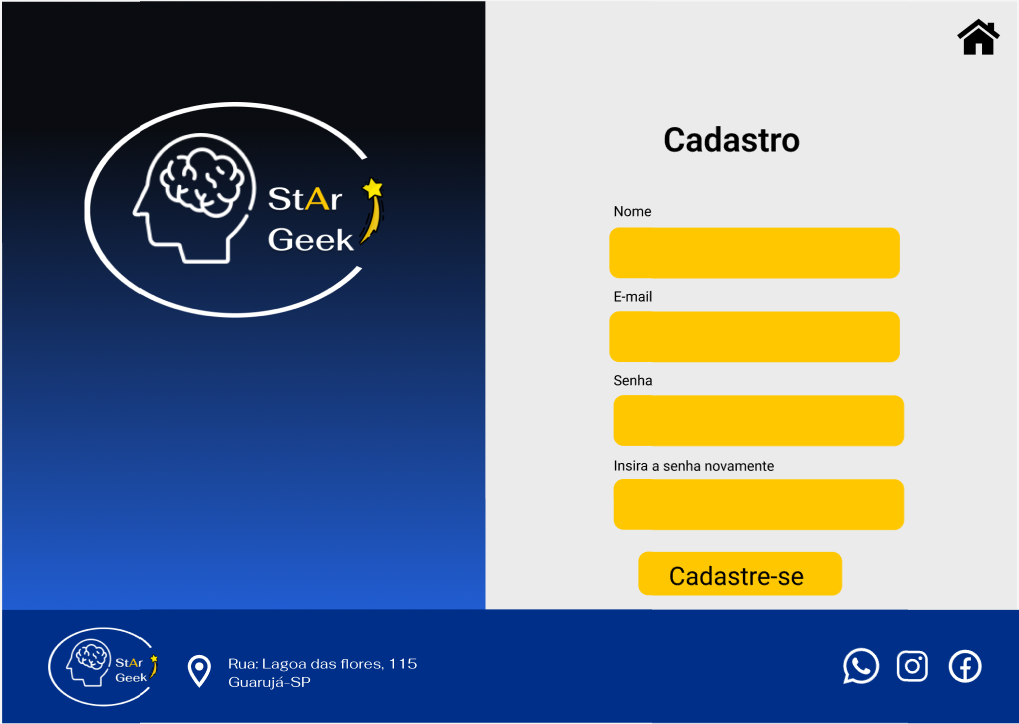 StAr
Geek
Cadastro
Nome
E-mail
Senha
Insira a senha novamente
Cadastre-se
StAr
Geek
Rua: Lagoa das flores, 115
Guarujá-SP